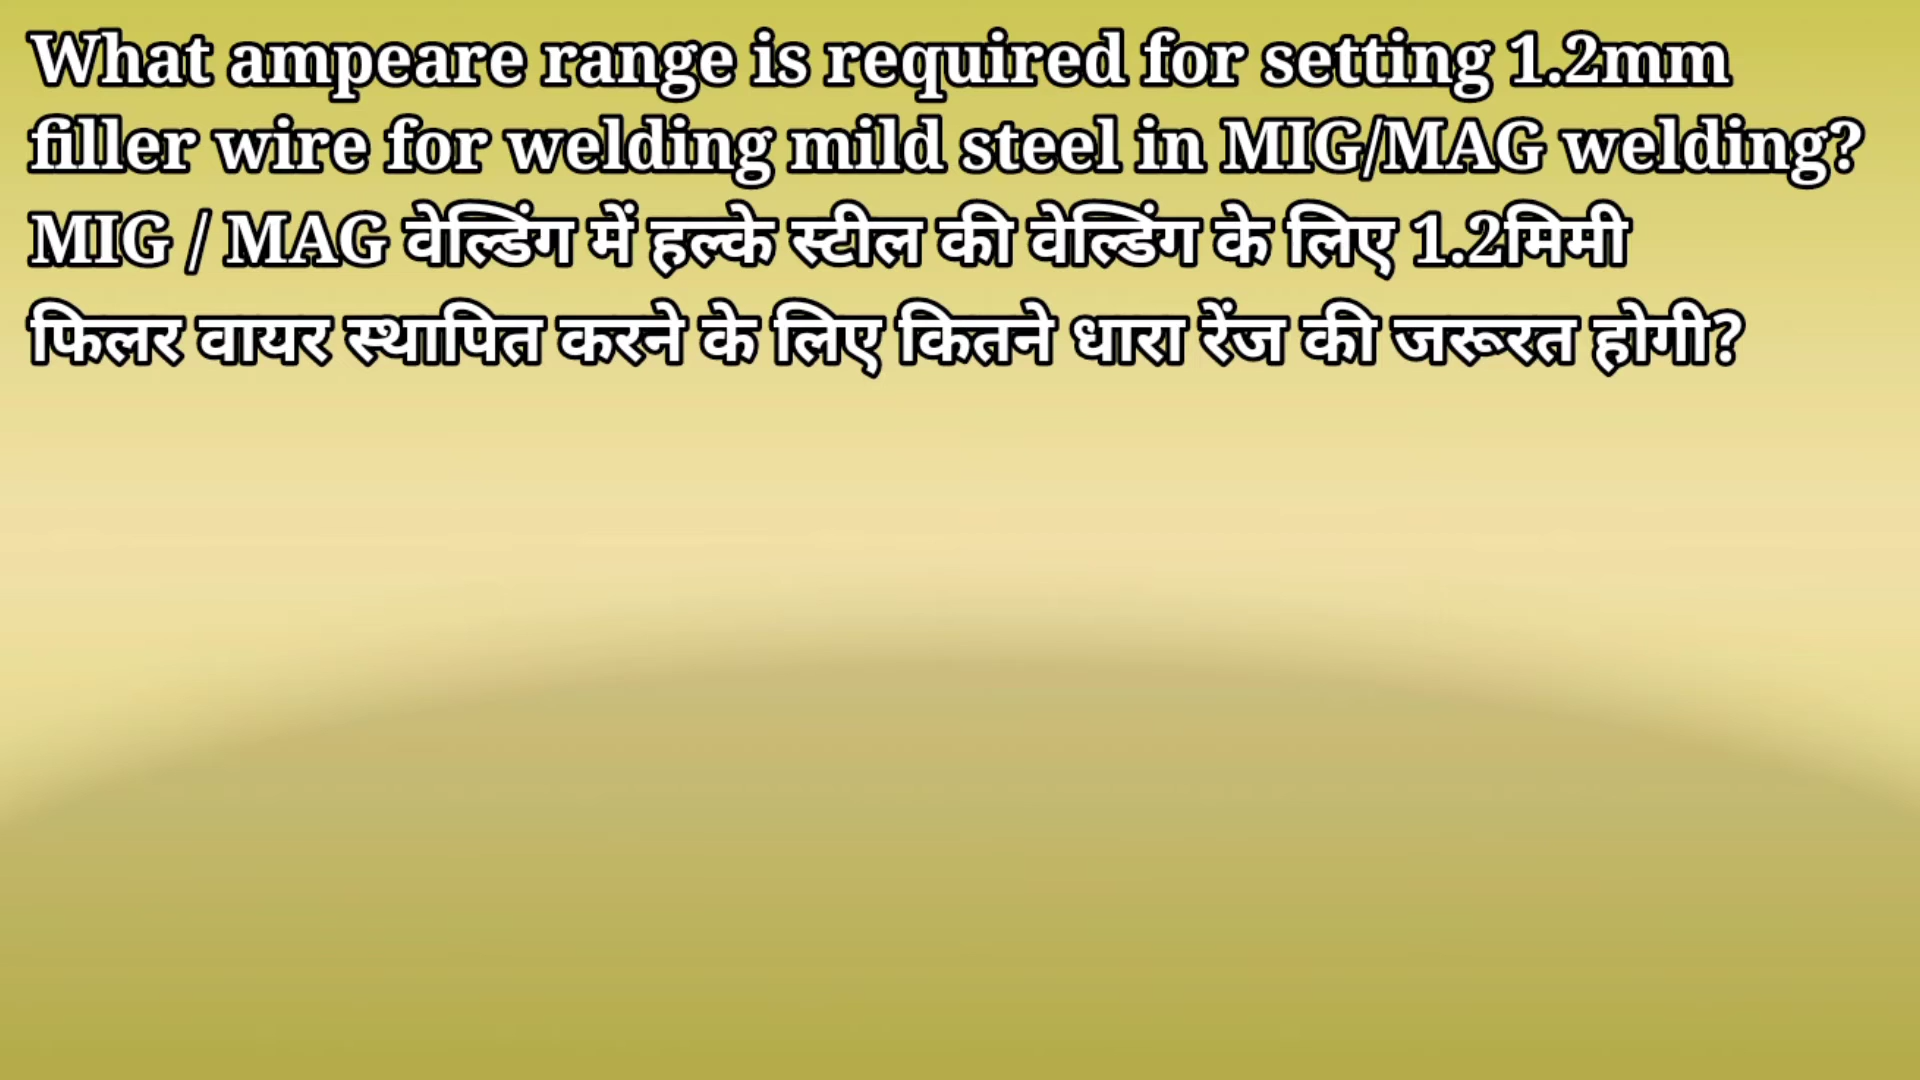 What ampeare range is required for setting 1.2mm
filler wire for welding mild steel in MIG/MAG welding?
MIG / MAG वेल्डिंग में हल्के स्टील की वेल्डिंग के लिए 1.2मिमी
फिलर वायर स्थापित करने के लिए कितने धारा रेंज की जरूरत होगी?